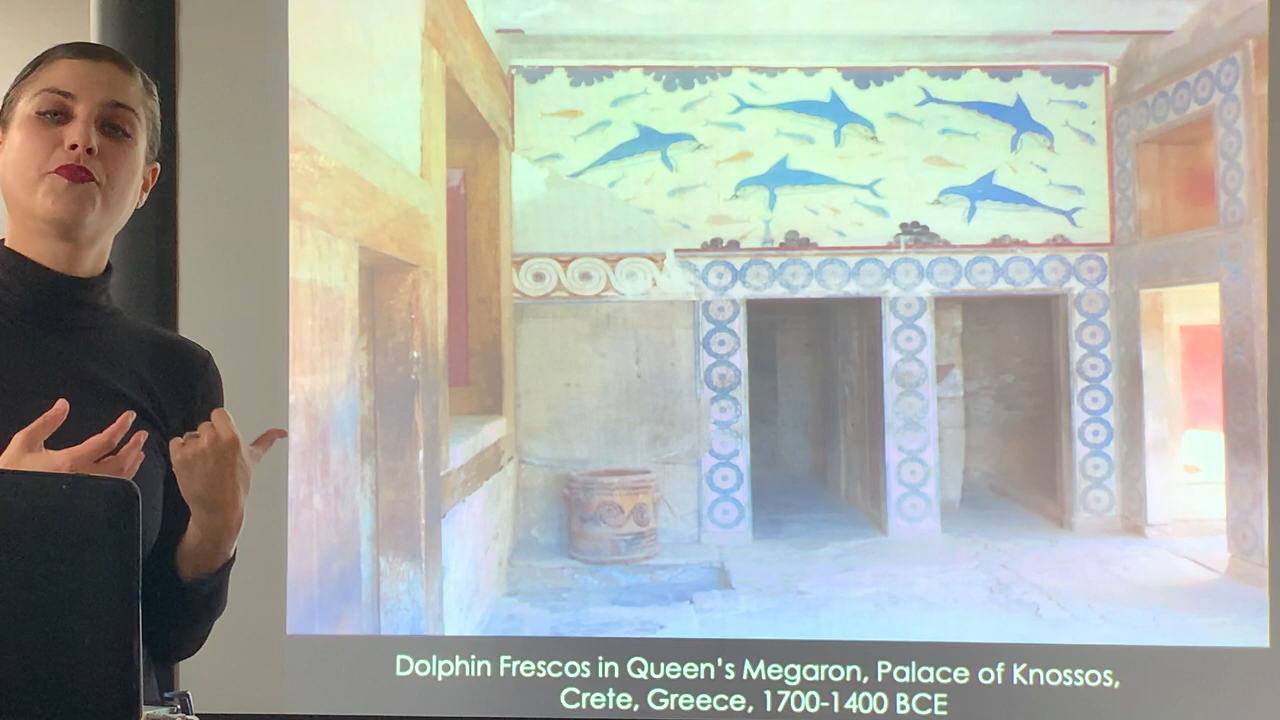 Dolphin Frescos in Queen's Megaron, Palace of Knossos,
Crete, Greece, 1700-1400 BCE